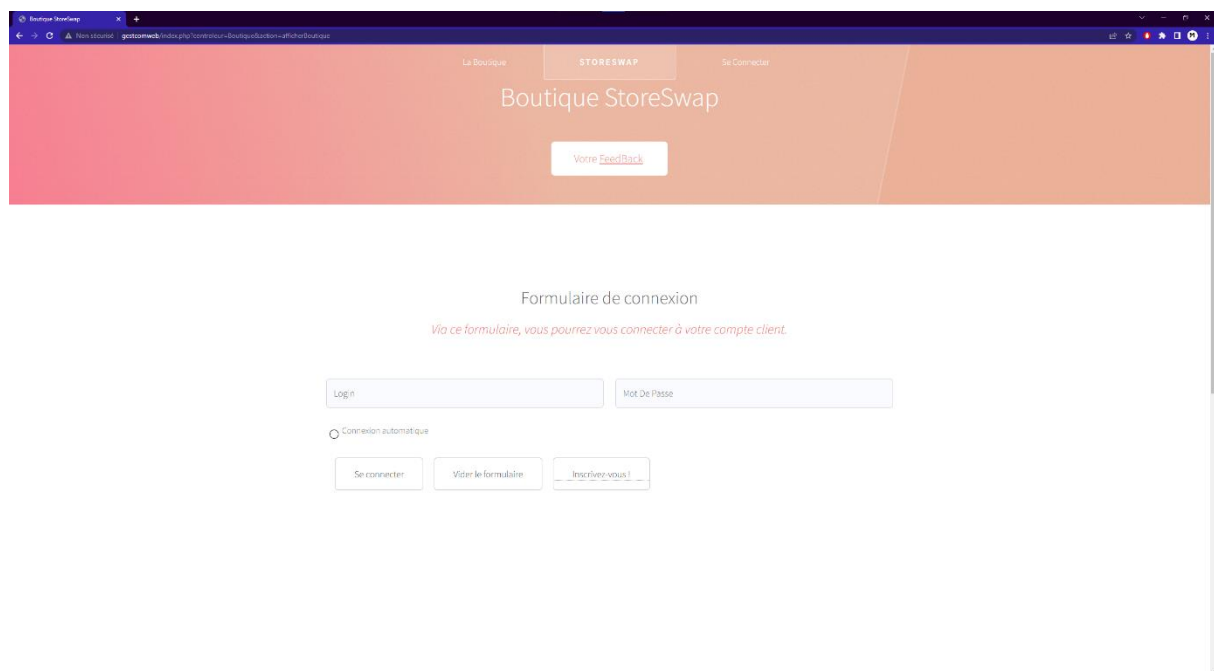 Boutique StoreSwap
Non sécurisé gestcomweb/index.php?controleur=Boutique&action=afficherBoutique
La Boutique STORESWAP Se Connecter
Boutique StoreSwap
Votre FeedBack
Formulaire de connexion
Via ce formulaire, vous pourrez vous connecter à votre compte client.
Login Mot De Passe
Connexion automatique
Se connecter Vider le formulaire Inscrivez-vous !